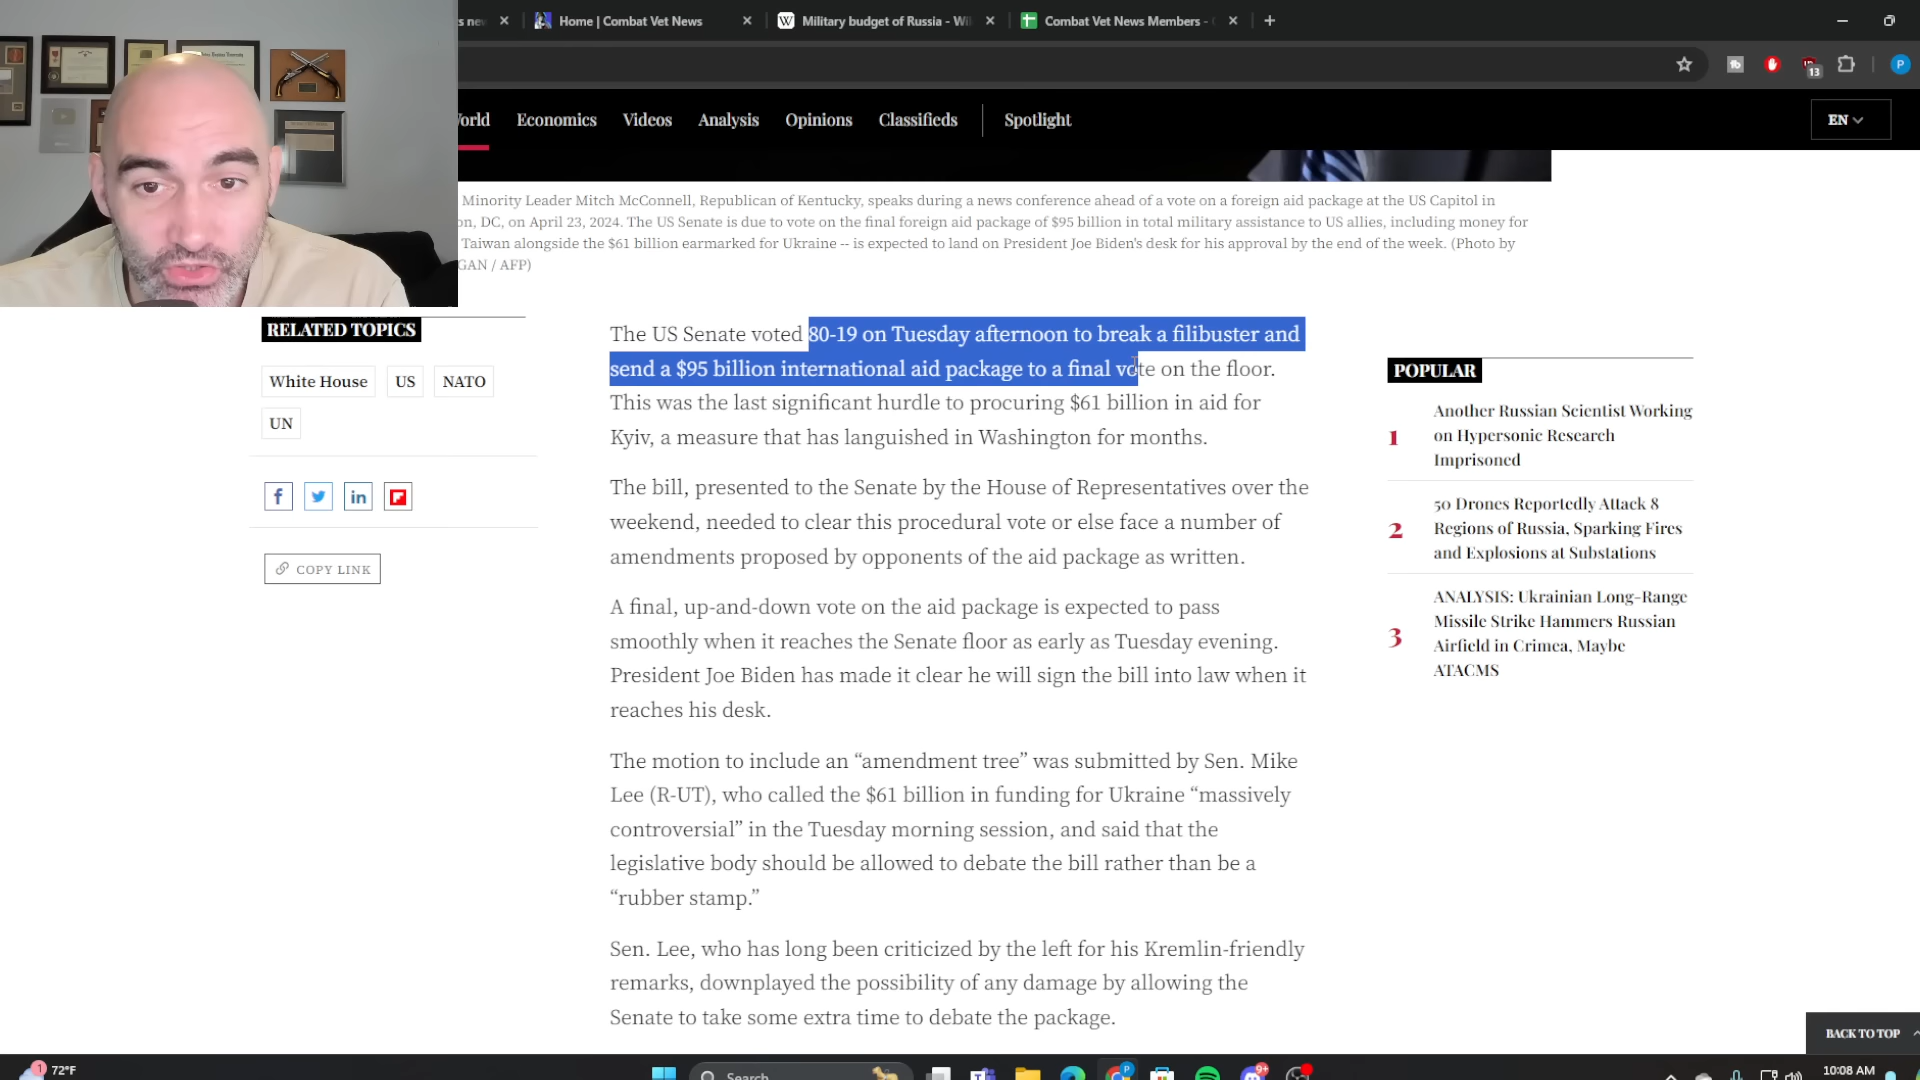 Home | Combat Vet News
Military budget of Russia - Wi
Combat Vet News Members -
13
P
World Economics Videos Analysis Opinions Classifieds Spotlight
EN
Minority Leader Mitch McConnell, Republican of Kentucky, speaks during a news conference ahead of a vote on a foreign aid package at the US Capitol in
on, DC, on April 23, 2024. The US Senate is due to vote on the final foreign aid package of $95 billion in total military assistance to US allies, including money for
Taiwan alongside the $61 billion earmarked for Ukraine -- is expected to land on President Joe Biden's desk for his approval by the end of the week. (Photo by
GAN / AFP)
RELATED TOPICS
White House US NATO
UN
COPY LINK
The US Senate voted 80-19 on Tuesday afternoon to break a filibuster and
send a $95 billion international aid package to a final vote on the floor.
This was the last significant hurdle to procuring $61 billion in aid for
Kyiv, a measure that has languished in Washington for months.
The bill, presented to the Senate by the House of Representatives over the
weekend, needed to clear this procedural vote or else face a number of
amendments proposed by opponents of the aid package as written.
A final, up-and-down vote on the aid package is expected to pass
smoothly when it reaches the Senate floor as early as Tuesday evening.
President Joe Biden has made it clear he will sign the bill into law when it
reaches his desk.
The motion to include an “amendment tree” was submitted by Sen. Mike
Lee (R-UT), who called the $61 billion in funding for Ukraine “massively
controversial” in the Tuesday morning session, and said that the
legislative body should be allowed to debate the bill rather than be a
“rubber stamp.”
Sen. Lee, who has long been criticized by the left for his Kremlin-friendly
remarks, downplayed the possibility of any damage by allowing the
Senate to take some extra time to debate the package.
POPULAR
1
Another Russian Scientist Working
on Hypersonic Research
Imprisoned
2
50 Drones Reportedly Attack 8
Regions of Russia, Sparking Fires
and Explosions at Substations
3
ANALYSIS: Ukrainian Long-Range
Missile Strike Hammers Russian
Airfield in Crimea, Maybe
ATACMS
BACK TO TOP
1
72°F
Search
10:08 AM